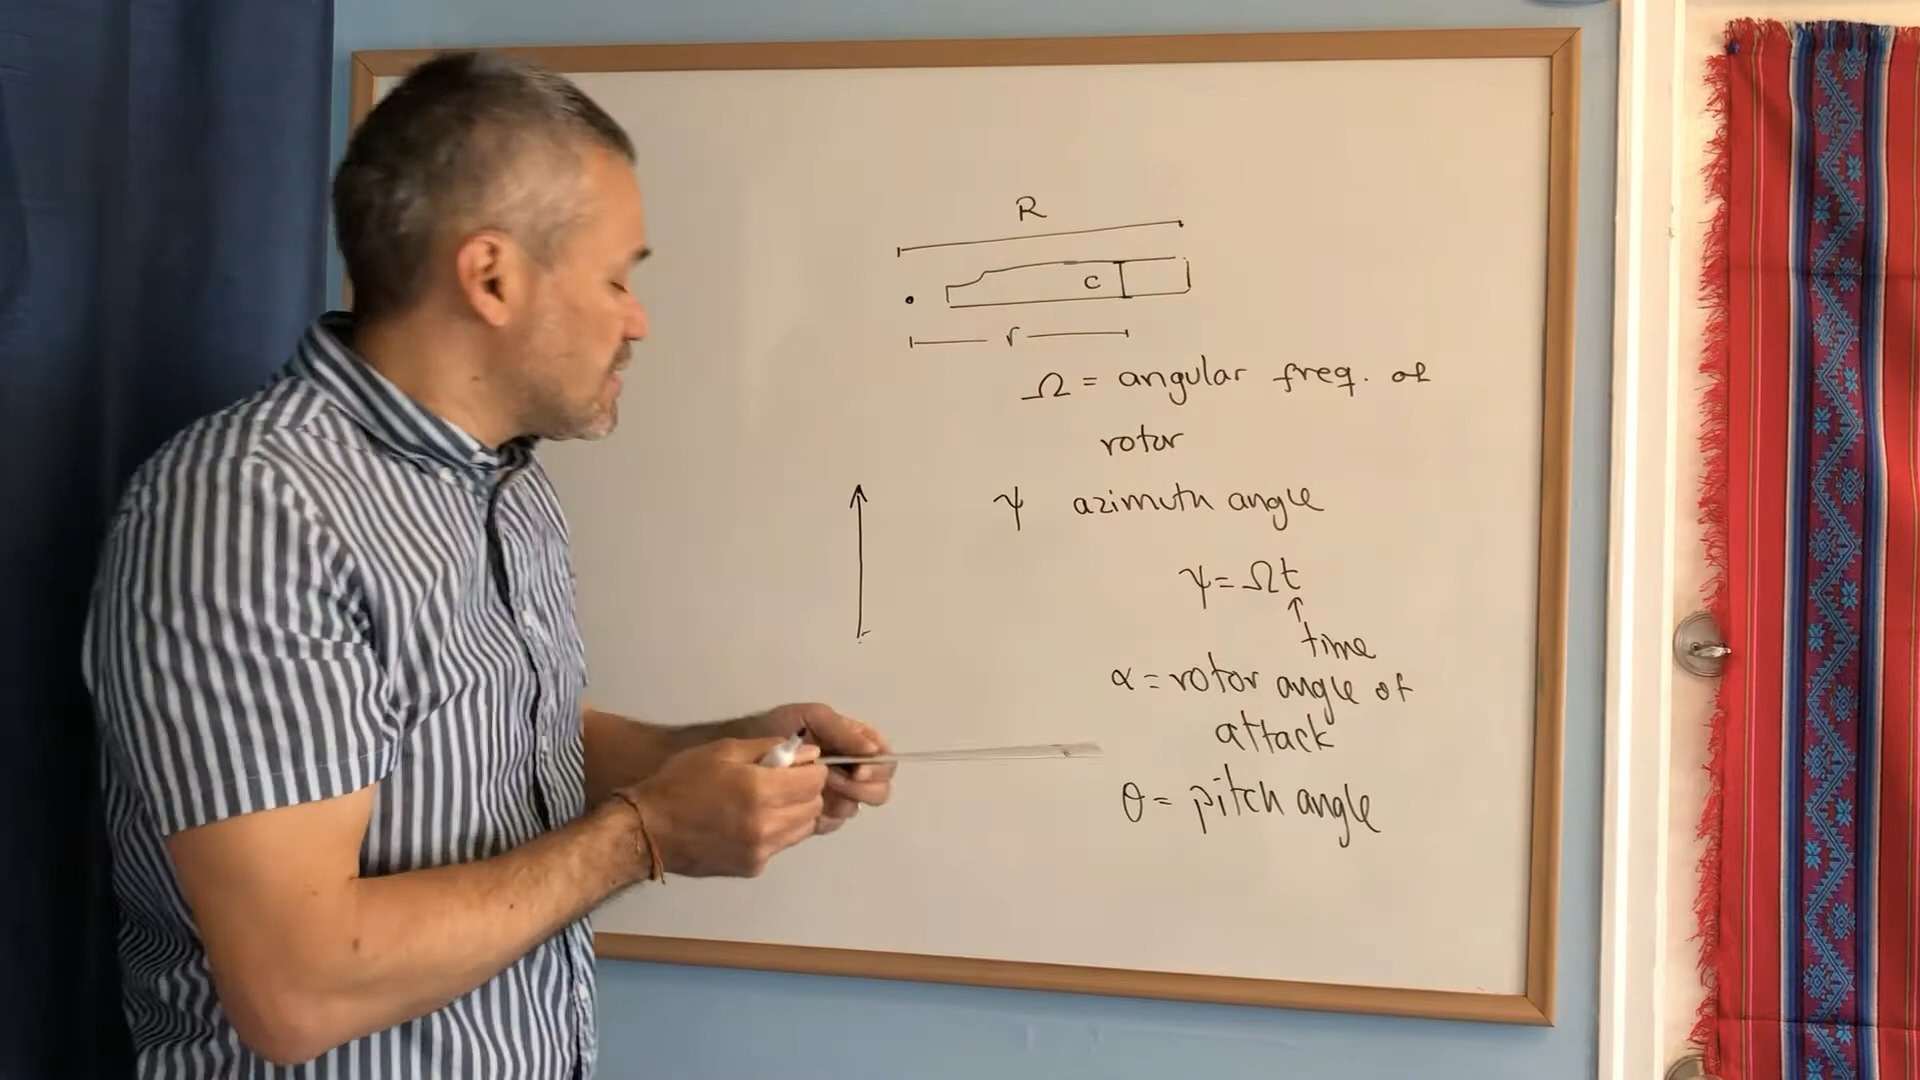 R
c
r
Ω = angular freq. of
rotor
ψ azimuth angle
ψ = Ωt
time
α = rotor angle of
attack
θ = pitch angle